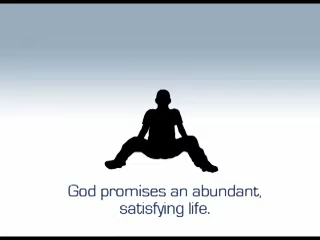 God promises an abundant,
satisfying life.